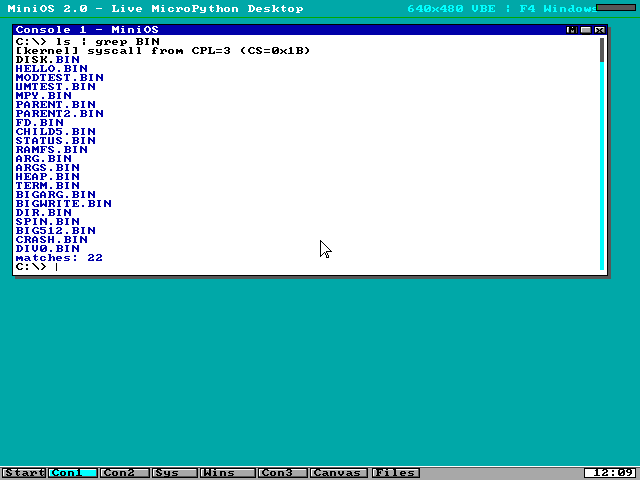 MiniOS 2.0 - Live MicroPython Desktop 640x480 VBE ¦ F4 Windows
Console 1 - MiniOS M _ x
C:\> ls ¦ grep BIN
[kernel] syscall from CPL=3 (CS=0x1B)
DISK.BIN
HELLO.BIN
MODTEST.BIN
UMTEST.BIN
MPY.BIN
PARENT.BIN
PARENT2.BIN
FD.BIN
CHILD5.BIN
STATUS.BIN
RAMFS.BIN
ARG.BIN
ARGS.BIN
HEAP.BIN
TERM.BIN
BIGARG.BIN
BIGWRITE.BIN
DIR.BIN
SPIN.BIN
BIG512.BIN
CRASH.BIN
DIV0.BIN
matches: 22
C:\>
Start Con1 Con2 Sys Wins Con3 Canvas Files 12:09